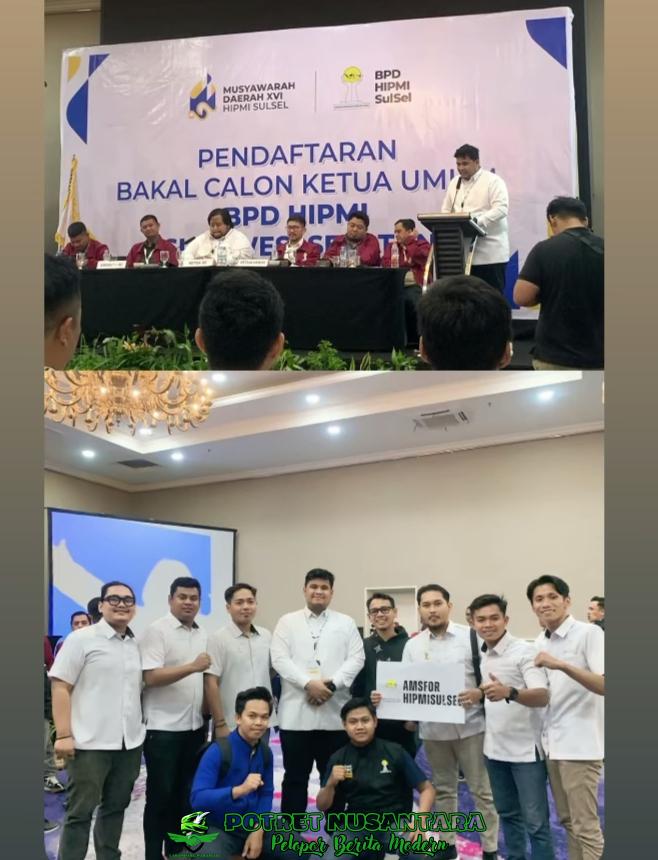 MUSYAWARAH
DAERAH XVI
HIPMI SULSEL
BPD
HIPMI
SulSel
PENDAFTARAN
BAKAL CALON KETUA
BPD HIPMI
AMSFOR
HIPMISULSEL
POTRET NUSANTARA
Pelopor Berita Modern